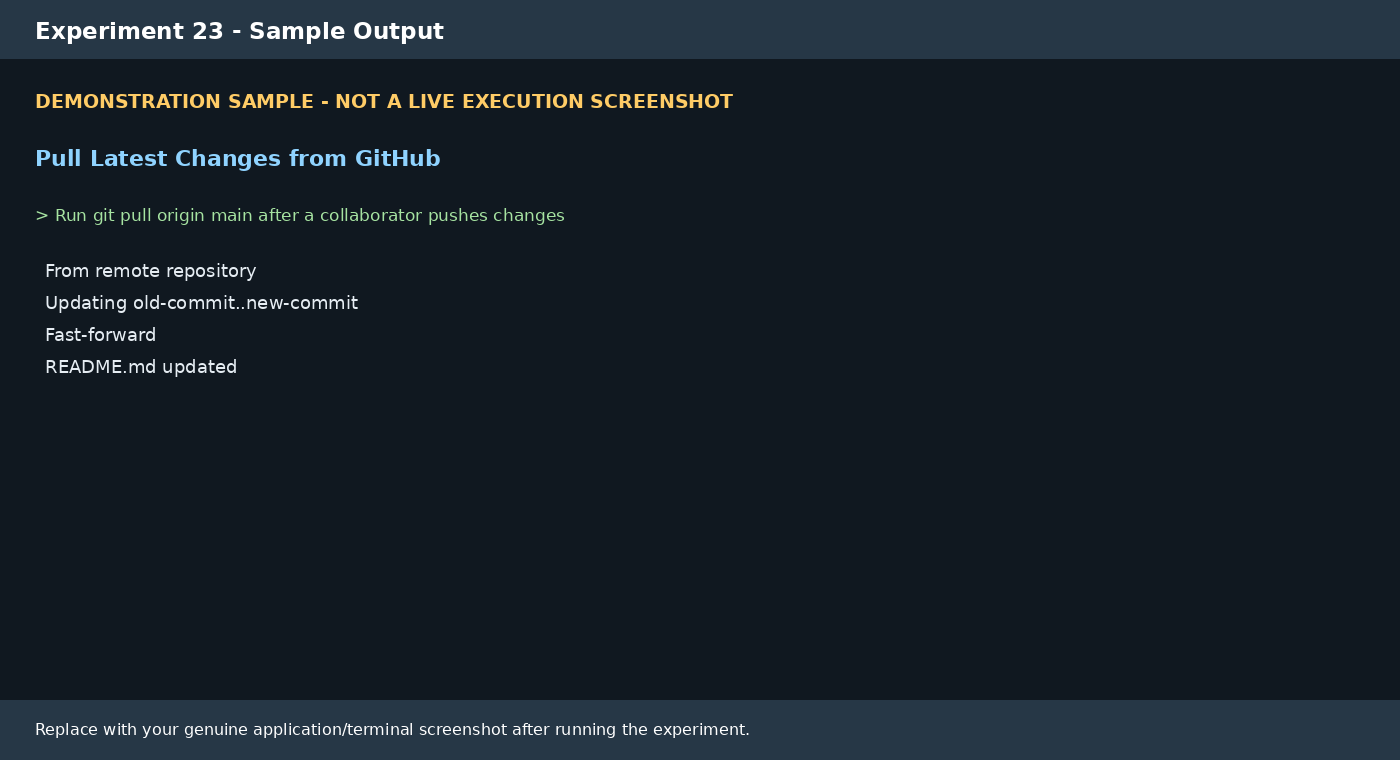 Experiment 23 - Sample Output
DEMONSTRATION SAMPLE - NOT A LIVE EXECUTION SCREENSHOT
Pull Latest Changes from GitHub
> Run git pull origin main after a collaborator pushes changes
From remote repository
Updating old-commit..new-commit
Fast-forward
README.md updated
Replace with your genuine application/terminal screenshot after running the experiment.